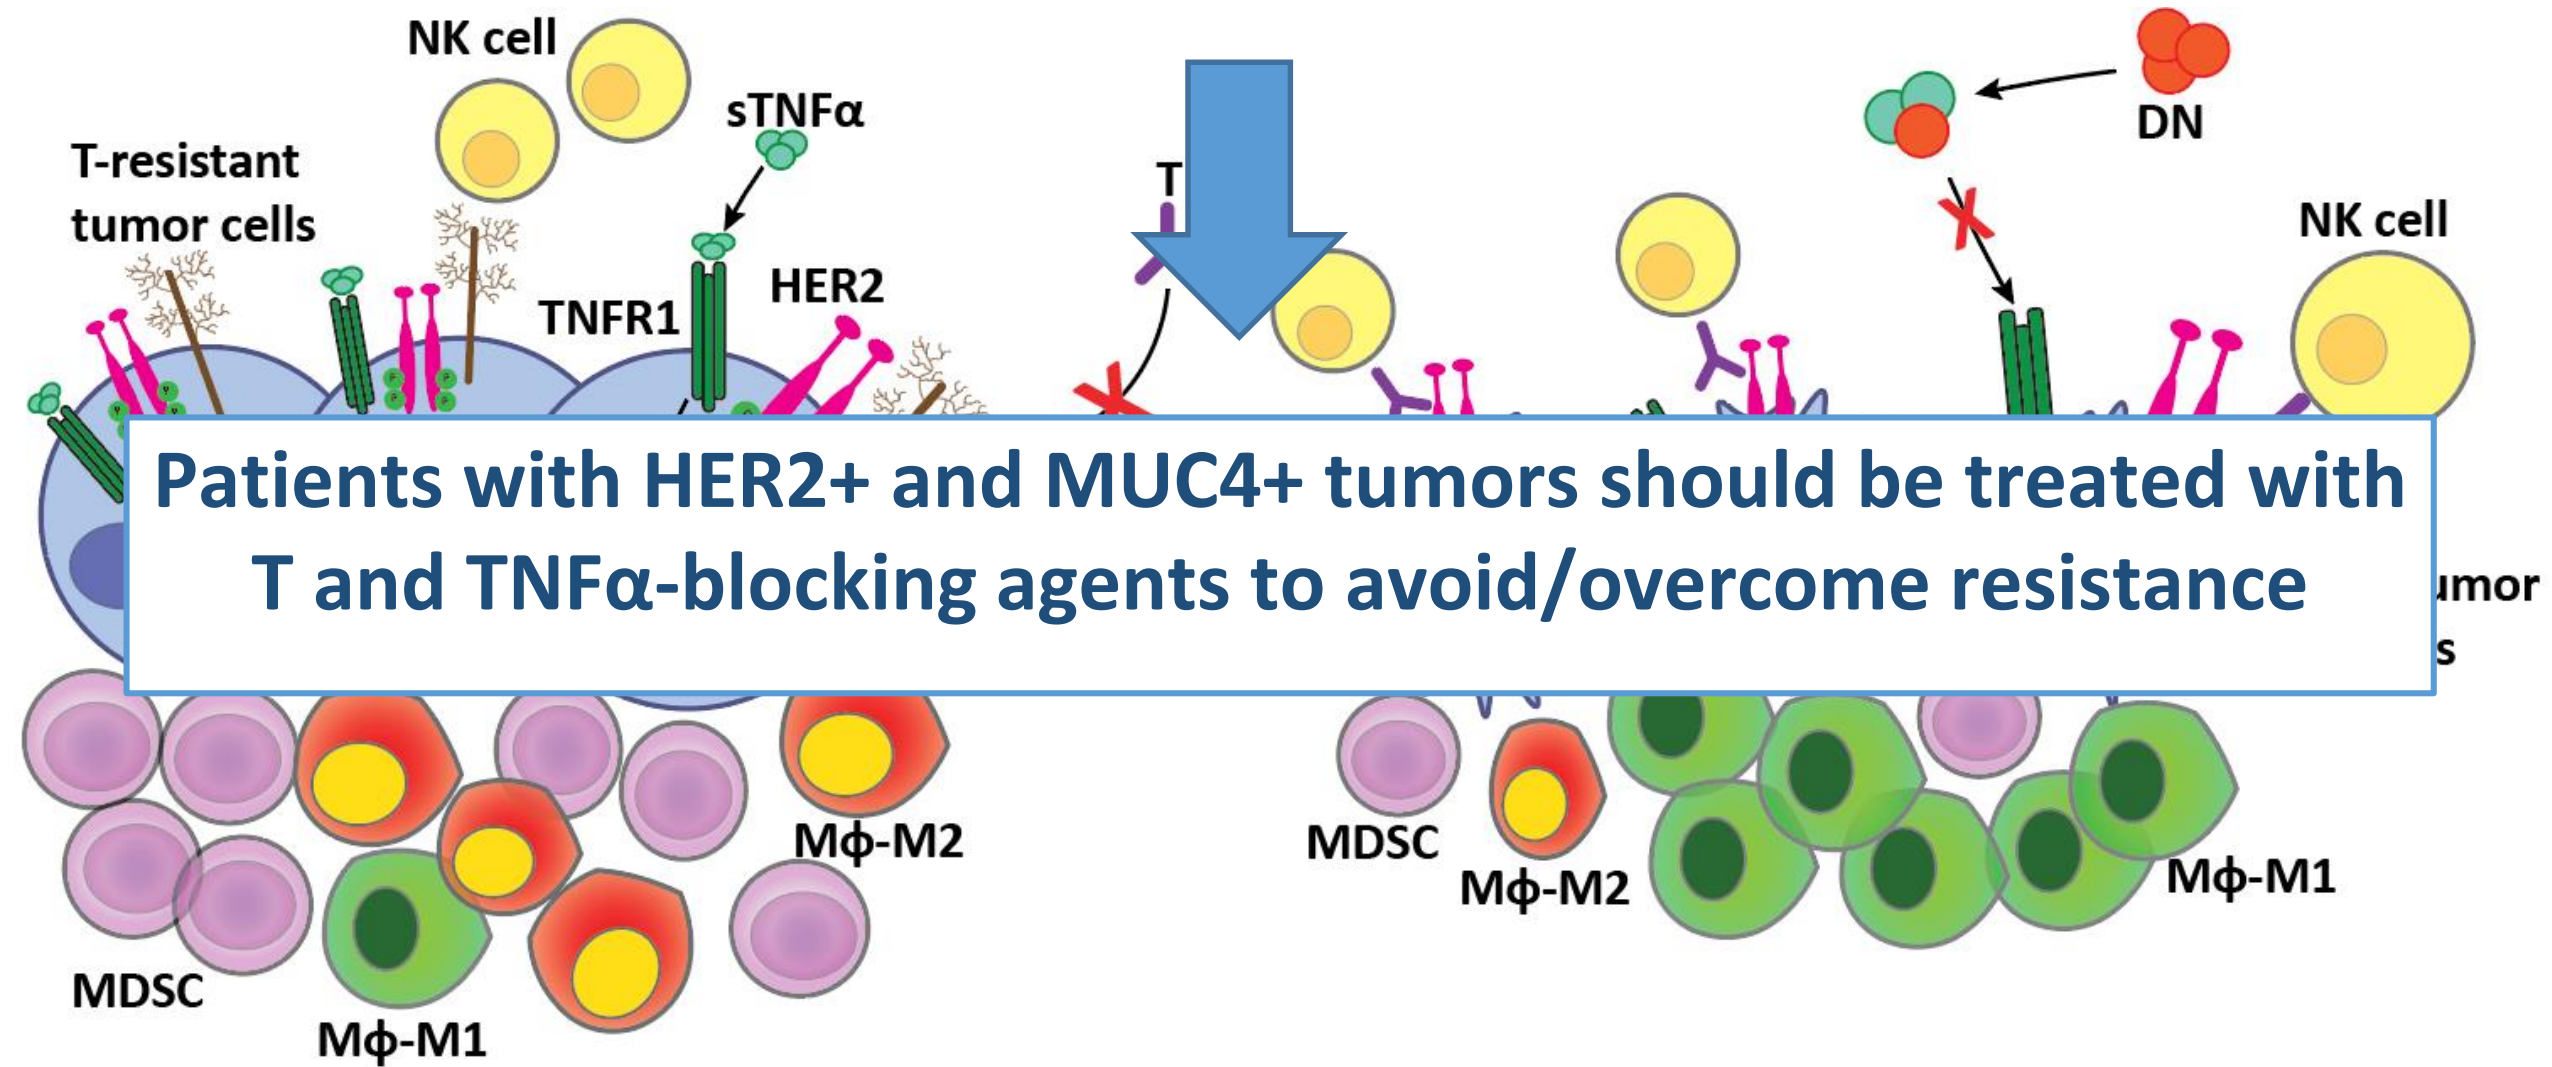 NK cell
sTNFα
T-resistant
tumor cells
TNFR1
HER2
T
DN
NK cell
Patients with HER2+ and MUC4+ tumors should be treated with
T and TNFα-blocking agents to avoid/overcome resistance
MDSC
Mϕ-M1
Mϕ-M2
MDSC
Mϕ-M2
Mϕ-M1